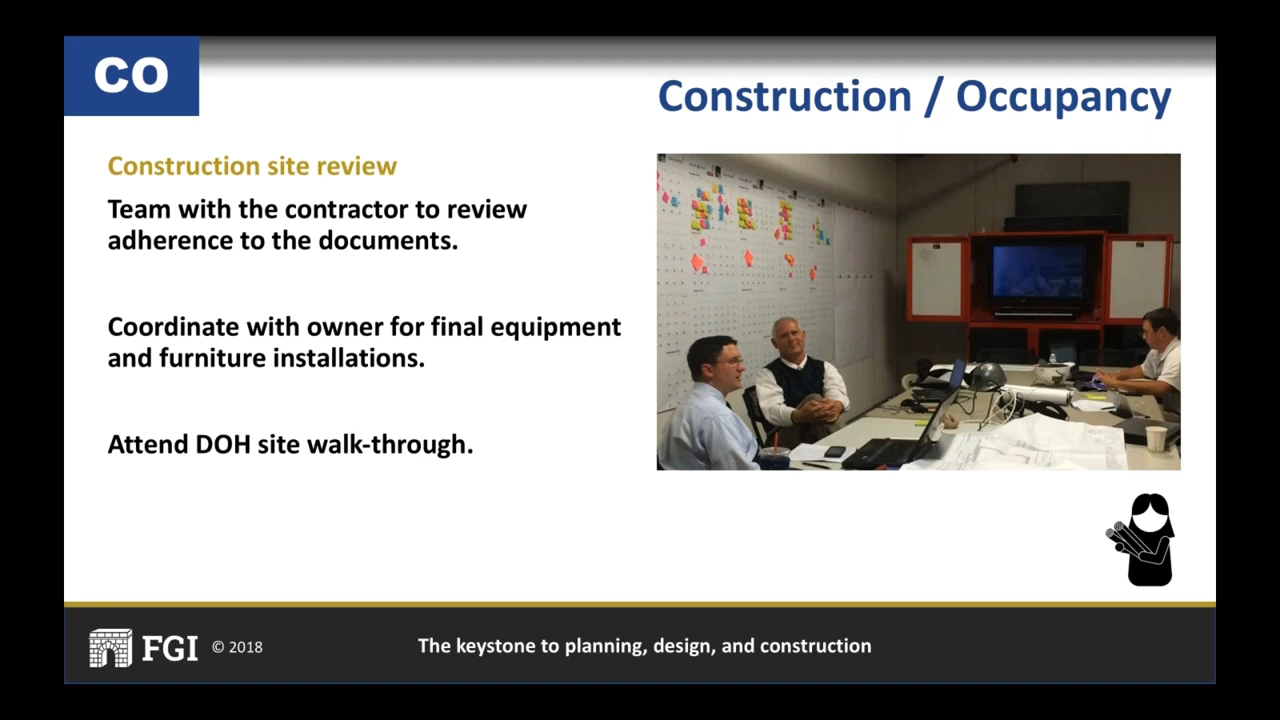 CO
Construction / Occupancy
Construction site review
Team with the contractor to review
adherence to the documents.
Coordinate with owner for final equipment
and furniture installations.
Attend DOH site walk-through.
FGI © 2018
The keystone to planning, design, and construction